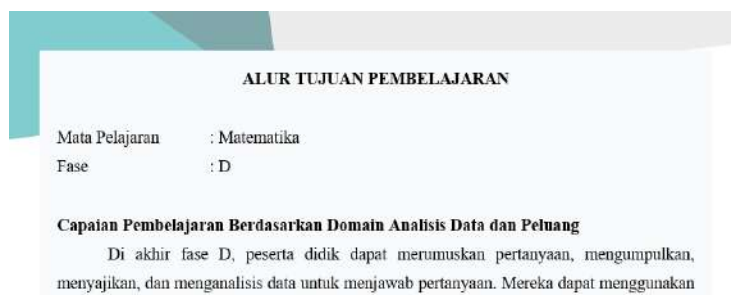 ALUR TUJUAN PEMBELAJARAN
Mata Pelajaran : Matematika
Fase : D
Capaian Pembelajaran Berdasarkan Domain Analisis Data dan Peluang
Di akhir fase D, peserta didik dapat merumuskan pertanyaan, mengumpulkan,
menyajikan, dan menganalisis data untuk menjawab pertanyaan. Mereka dapat menggunakan